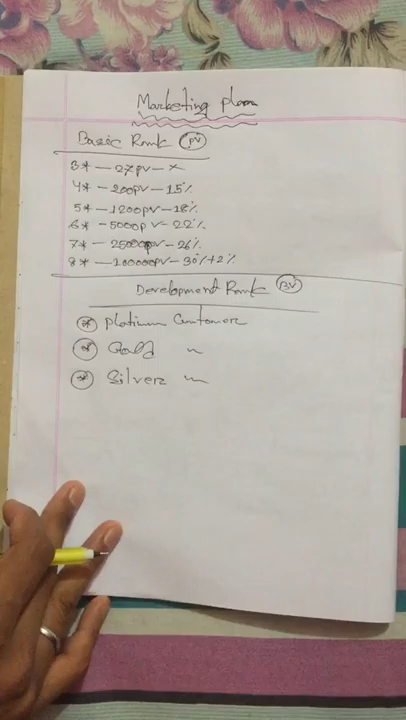 Marketing plan
Basic Rank PV
3* — 27pv — x
4* — 200pv — 15%
5* — 1200pv — 18%
6* — 5000pv — 22%
7* — 25000pv — 26%
8* — 100000pv — 30%+2%
Development Rank BV
* Platinum Customer
* Gold "
* Silver "